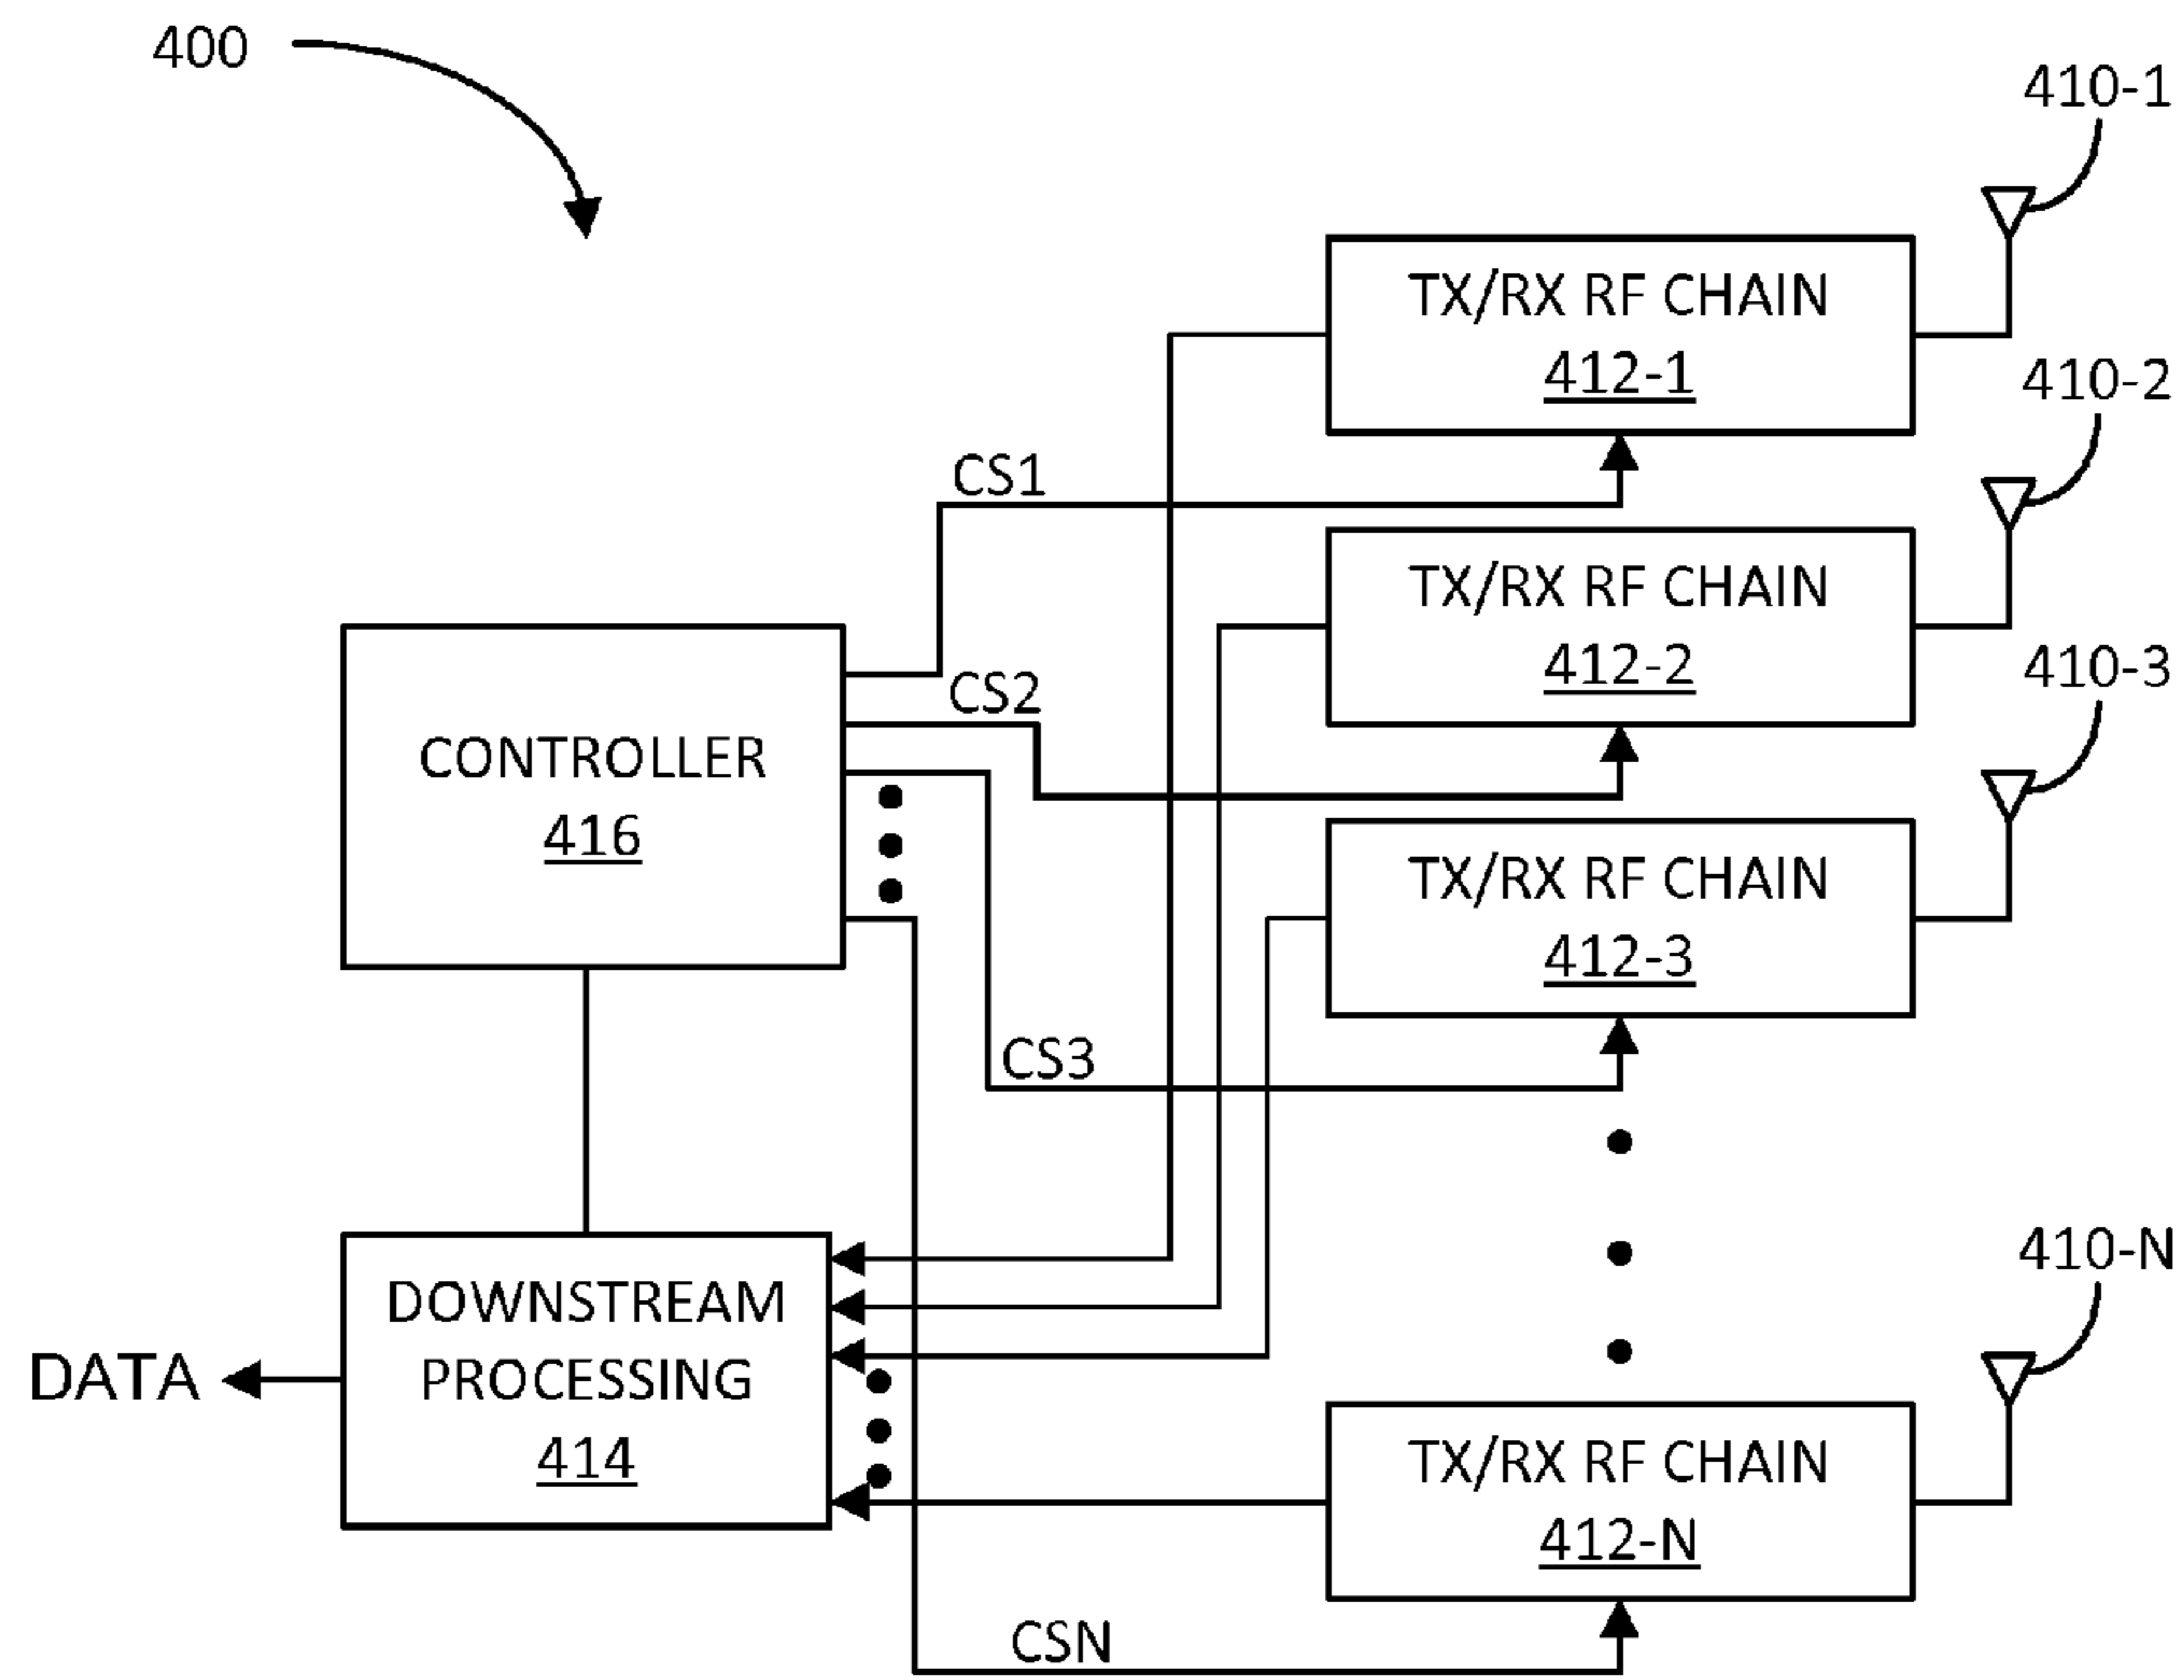 400
410-1
TX/RX RF CHAIN
412-1
410-2
CS1
TX/RX RF CHAIN
412-2
410-3
CS2
CONTROLLER
416
TX/RX RF CHAIN
412-3
CS3
410-N
DOWNSTREAM
PROCESSING
414
DATA
TX/RX RF CHAIN
412-N
CSN